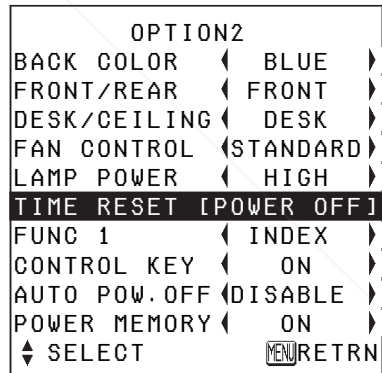 OPTION2
BACK COLOR BLUE
FRONT/REAR FRONT
DESK/CEILING DESK
FAN CONTROL STANDARD
LAMP POWER HIGH
TIME RESET [POWER OFF]
FUNC 1 INDEX
CONTROL KEY ON
AUTO POW.OFF DISABLE
POWER MEMORY ON
SELECT MENU RETRN